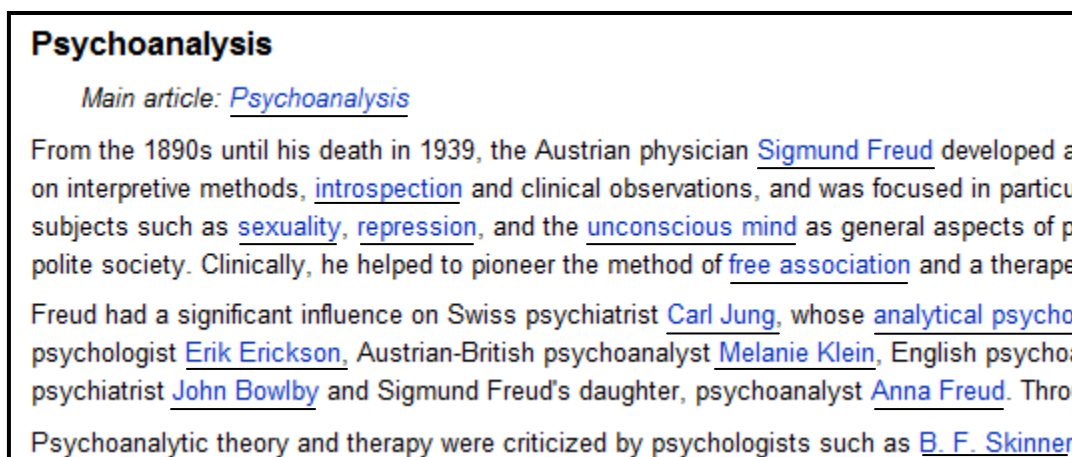 Psychoanalysis
Main article: Psychoanalysis
From the 1890s until his death in 1939, the Austrian physician Sigmund Freud developed a
on interpretive methods, introspection and clinical observations, and was focused in particu
subjects such as sexuality, repression, and the unconscious mind as general aspects of p
polite society. Clinically, he helped to pioneer the method of free association and a therape
Freud had a significant influence on Swiss psychiatrist Carl Jung, whose analytical psycho
psychologist Erik Erickson, Austrian-British psychoanalyst Melanie Klein, English psychoa
psychiatrist John Bowlby and Sigmund Freud's daughter, psychoanalyst Anna Freud. Thro
Psychoanalytic theory and therapy were criticized by psychologists such as B. F. Skinner